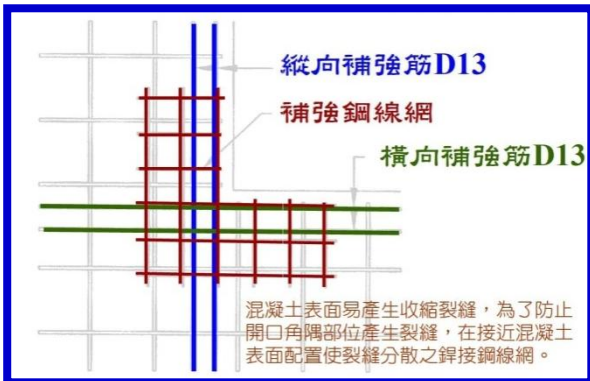 縱向補強筋D13
補強鋼線網
橫向補強筋D13
混凝土表面易產生收縮裂縫，為了防止
開口角隅部位產生裂縫，在接近混凝土
表面配置使裂縫分散之銲接鋼線網。